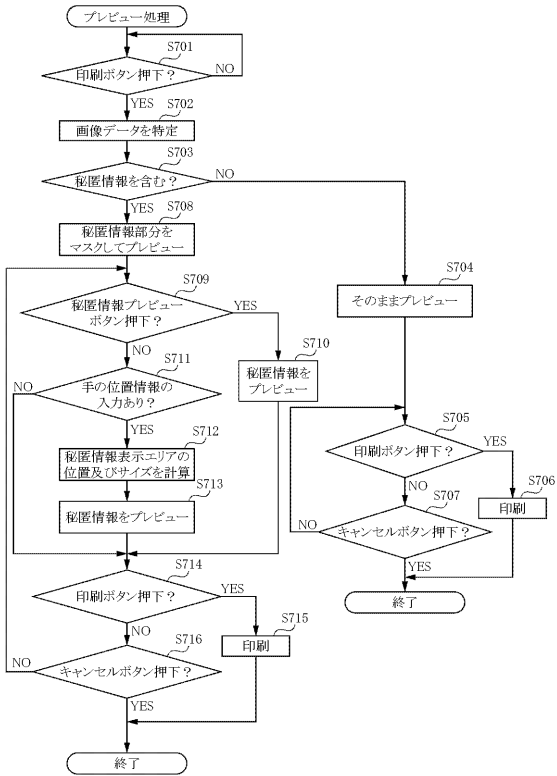 プレビュー処理
S701
印刷ボタン押下？
NO
YES
S702
画像データを特定
S703
秘匿情報を含む？
NO
YES
S708
秘匿情報部分を
マスクしてプレビュー
S704
そのままプレビュー
S709
秘匿情報プレビュー
ボタン押下？
YES
NO
S710
秘匿情報を
プレビュー
S711
手の位置情報の
入力あり？
NO
YES
S712
秘匿情報表示エリアの
位置及びサイズを計算
S713
秘匿情報をプレビュー
S705
印刷ボタン押下？
YES
NO
S706
印刷
S707
キャンセルボタン押下？
NO
YES
終了
S714
印刷ボタン押下？
YES
NO
S715
印刷
S716
キャンセルボタン押下？
NO
YES
終了